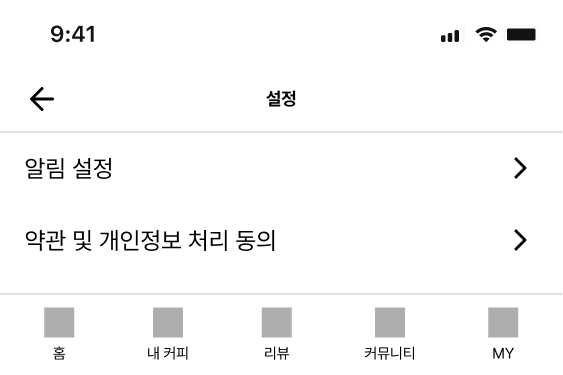 9:41
설정
알림 설정
약관 및 개인정보 처리 동의
홈 내 커피 리뷰 커뮤니티 MY